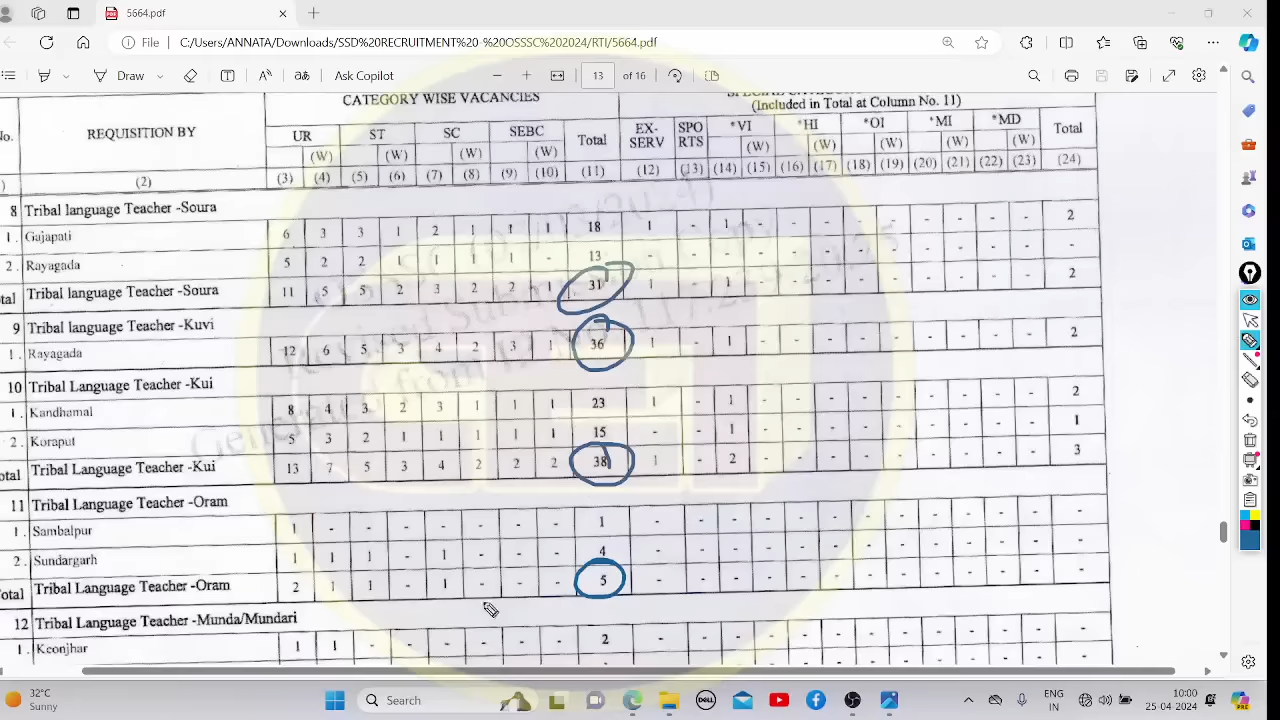 5664.pdf
File C:/Users/ANNATA/Downloads/SSD%20RECRUITMENT%20-%20OSSSC%202024/RTI/5664.pdf
Draw Ask Copilot 13 of 16
CATEGORY WISE VACANCIES
(Included in Total at Column No. 11)
No. REQUISITION BY UR ST SC SEBC Total EX-SERV SPORTS *VI *HI *OI *MI *MD Total
(W) (W) (W) (W) (W) (W) (W) (W) (W)
(2) (3) (4) (5) (6) (7) (8) (9) (10) (11) (12) (13) (14) (15) (16) (17) (18) (19) (20) (21) (22) (23) (24)
8 Tribal language Teacher -Soura
1. Gajapati 6 3 3 1 2 1 1 1 18 1 - 1 - - - - - - - - - 2
2. Rayagada 5 2 2 1 1 1 1 - 13 - - - - - - - - - - - - -
Total Tribal language Teacher -Soura 11 5 5 2 3 2 2 1 31 1 - 1 - - - - - - - - - 2
9 Tribal language Teacher -Kuvi
1. Rayagada 12 6 5 3 4 2 3 1 36 1 - 1 - - - - - - - - - 2
10 Tribal Language Teacher -Kui
1. Kandhamal 8 4 3 2 3 1 1 1 23 1 - 1 - - - - - - - - - 2
2. Koraput 5 3 2 1 1 1 1 1 15 - - 1 - - - - - - - - - 1
Total Tribal Language Teacher -Kui 13 7 5 3 4 2 2 2 38 1 - 2 - - - - - - - - - 3
11 Tribal Language Teacher -Oram
1. Sambalpur 1 - - - - - - - 1 - - - - - - - - - - - - -
2. Sundargarh 1 1 1 - 1 - - - 4 - - - - - - - - - - - - -
Total Tribal Language Teacher -Oram 2 1 1 - 1 - - - 5 - - - - - - - - - - - - -
12 Tribal Language Teacher -Munda/Mundari
1. Keonjhar 1 1 - - - - - - 2 - - - - - - - - - - - - -
32°C
Sunny
Search
DELL
ENG
IN
10:00
25-04-2024